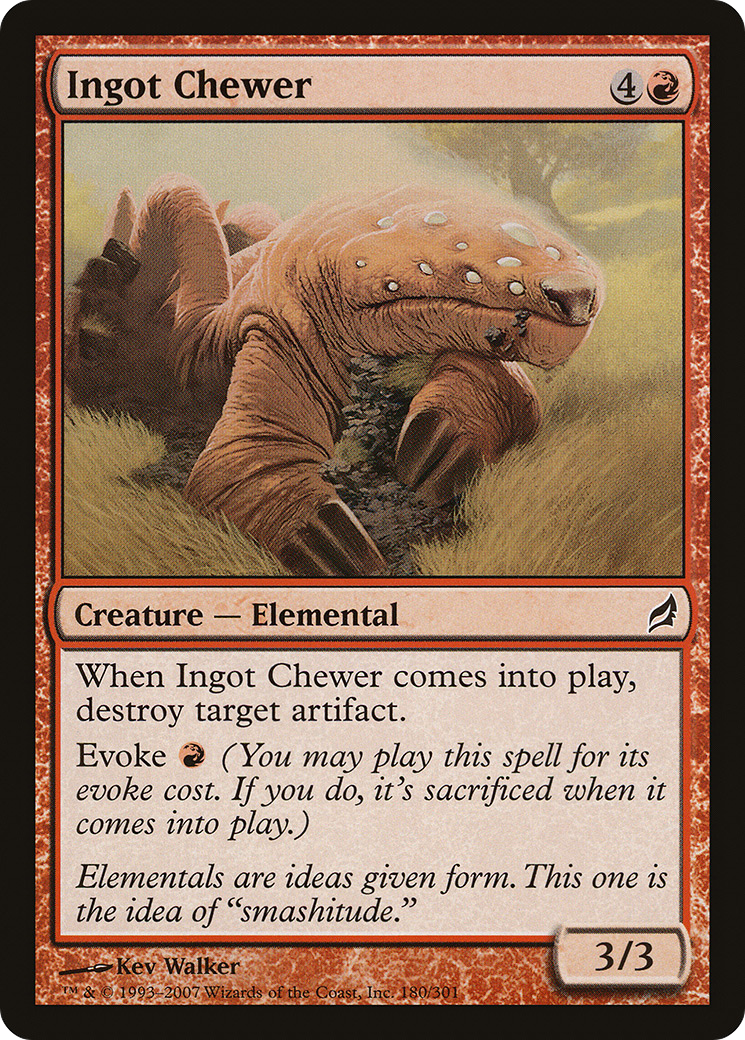 Ingot Chewer 4
Creature — Elemental
When Ingot Chewer comes into play,
destroy target artifact.
Evoke (You may play this spell for its
evoke cost. If you do, it's sacrificed when it
comes into play.)
Elementals are ideas given form. This one is
the idea of “smashitude.”
3/3
Kev Walker
™ & © 1993–2007 Wizards of the Coast, Inc. 180/301